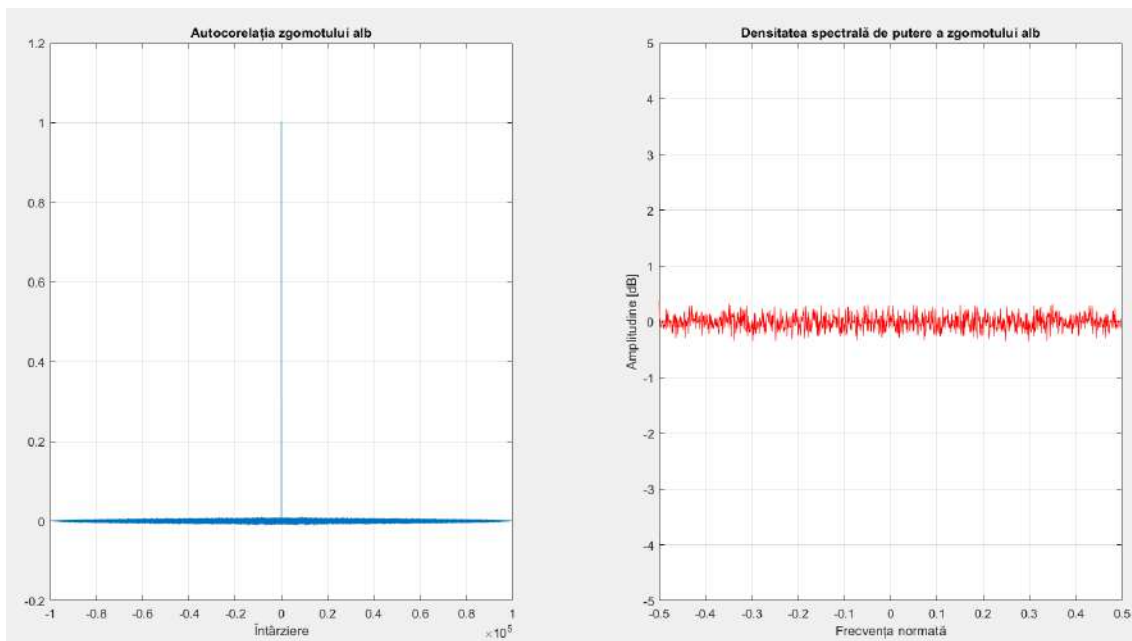 Autocorelația zgomotului alb
1.2
1
0.8
0.6
0.4
0.2
0
-0.2
-1 -0.8 -0.6 -0.4 -0.2 0 0.2 0.4 0.6 0.8 1
Întârziere
×10⁵
Densitatea spectrală de putere a zgomotului alb
5
4
3
2
1
0
-1
-2
-3
-4
-5
Amplitudine [dB]
-0.5 -0.4 -0.3 -0.2 -0.1 0 0.1 0.2 0.3 0.4 0.5
Frecvența normată